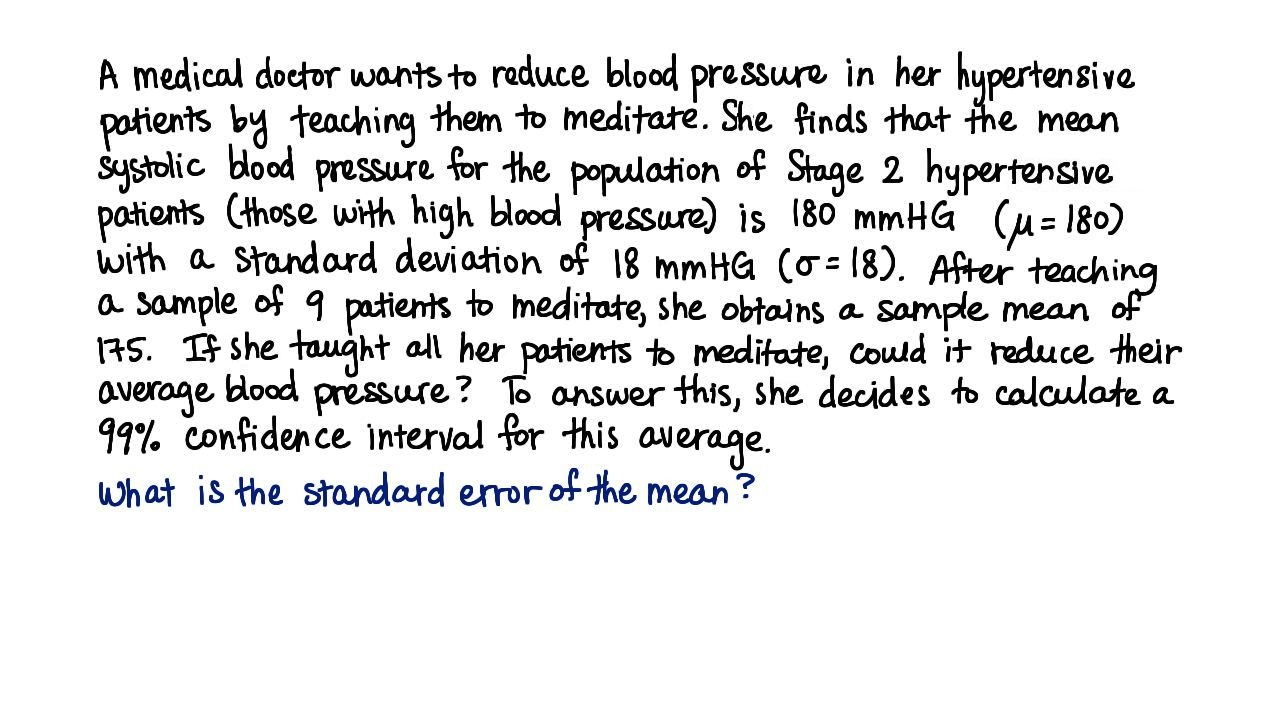 A medical doctor wants to reduce blood pressure in her hypertensive
patients by teaching them to meditate. She finds that the mean
systolic blood pressure for the population of Stage 2 hypertensive
patients (those with high blood pressure) is 180 mmHG (μ = 180)
with a standard deviation of 18 mmHG (σ = 18). After teaching
a sample of 9 patients to meditate, she obtains a sample mean of
175. If she taught all her patients to meditate, could it reduce their
average blood pressure? To answer this, she decides to calculate a
99% confidence interval for this average.
What is the standard error of the mean?